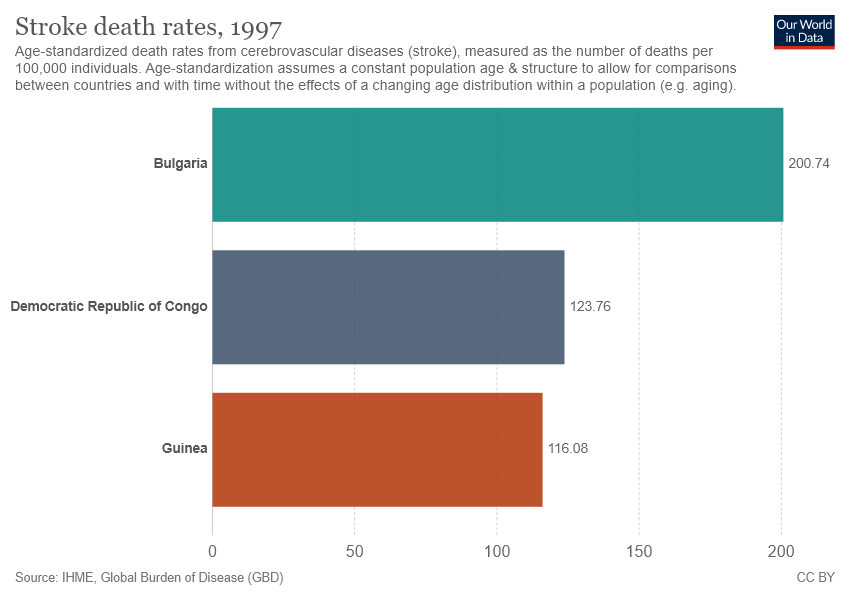 Stroke death rates, 1997
Our World
in Data
Age-standardized death rates from cerebrovascular diseases (stroke), measured as the number of deaths per
100,000 individuals. Age-standardization assumes a constant population age & structure to allow for comparisons
between countries and with time without the effects of a changing age distribution within a population (e.g. aging).
Bulgaria 200.74
Democratic Republic of Congo 123.76
Guinea 116.08
0 50 100 150 200
Source: IHME, Global Burden of Disease (GBD) CC BY